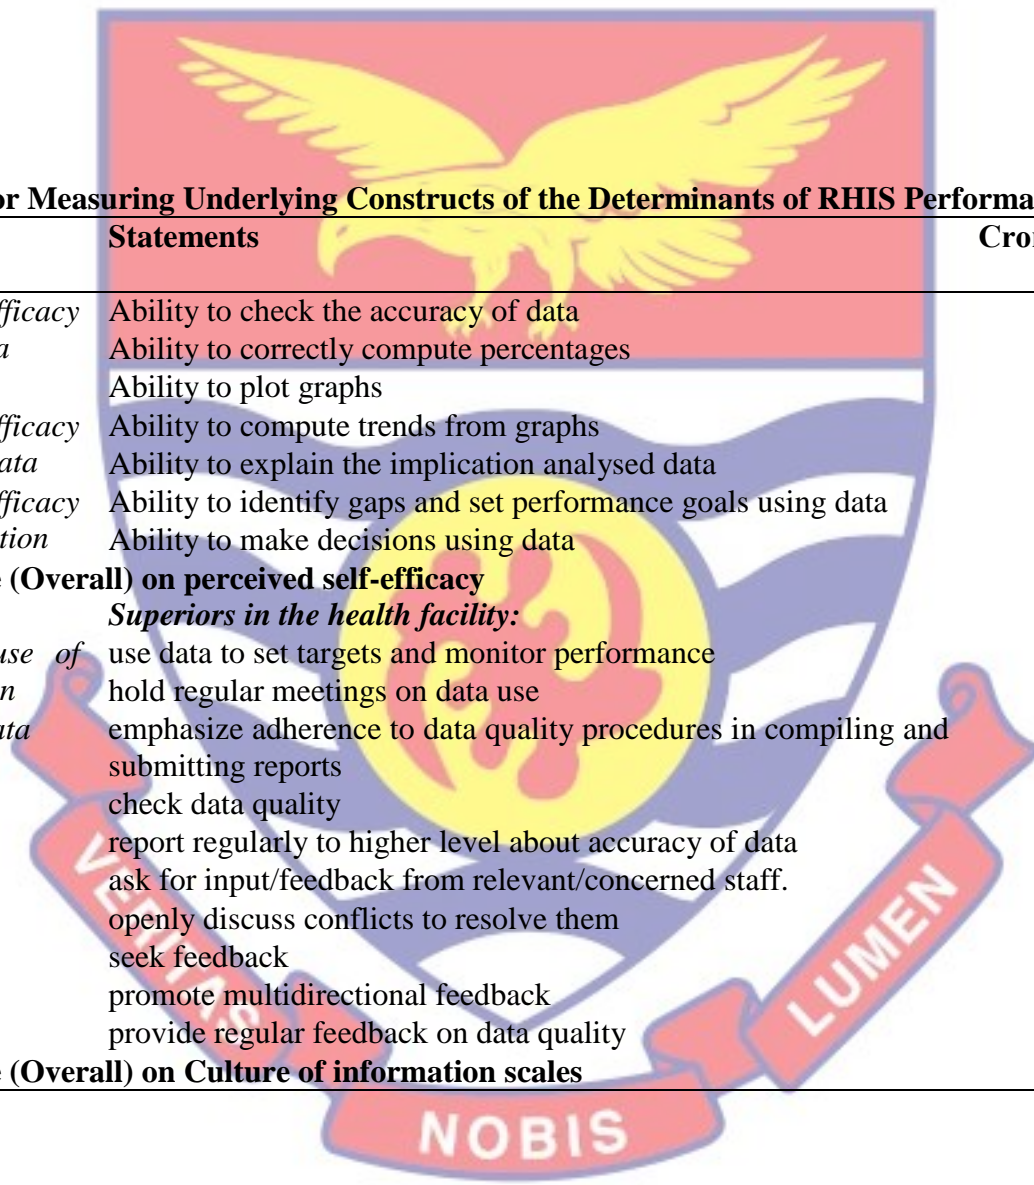 or Measuring Underlying Constructs of the Determinants of RHIS Performa
Statements Cro
fficacy Ability to check the accuracy of data
a Ability to correctly compute percentages
Ability to plot graphs
fficacy Ability to compute trends from graphs
ata Ability to explain the implication analysed data
fficacy Ability to identify gaps and set performance goals using data
tion Ability to make decisions using data
e (Overall) on perceived self-efficacy
Superiors in the health facility:
use of use data to set targets and monitor performance
n hold regular meetings on data use
ata emphasize adherence to data quality procedures in compiling and
submitting reports
check data quality
report regularly to higher level about accuracy of data
ask for input/feedback from relevant/concerned staff.
openly discuss conflicts to resolve them
seek feedback
promote multidirectional feedback
provide regular feedback on data quality
e (Overall) on Culture of information scales
VERITAS
NOBIS
LUMEN